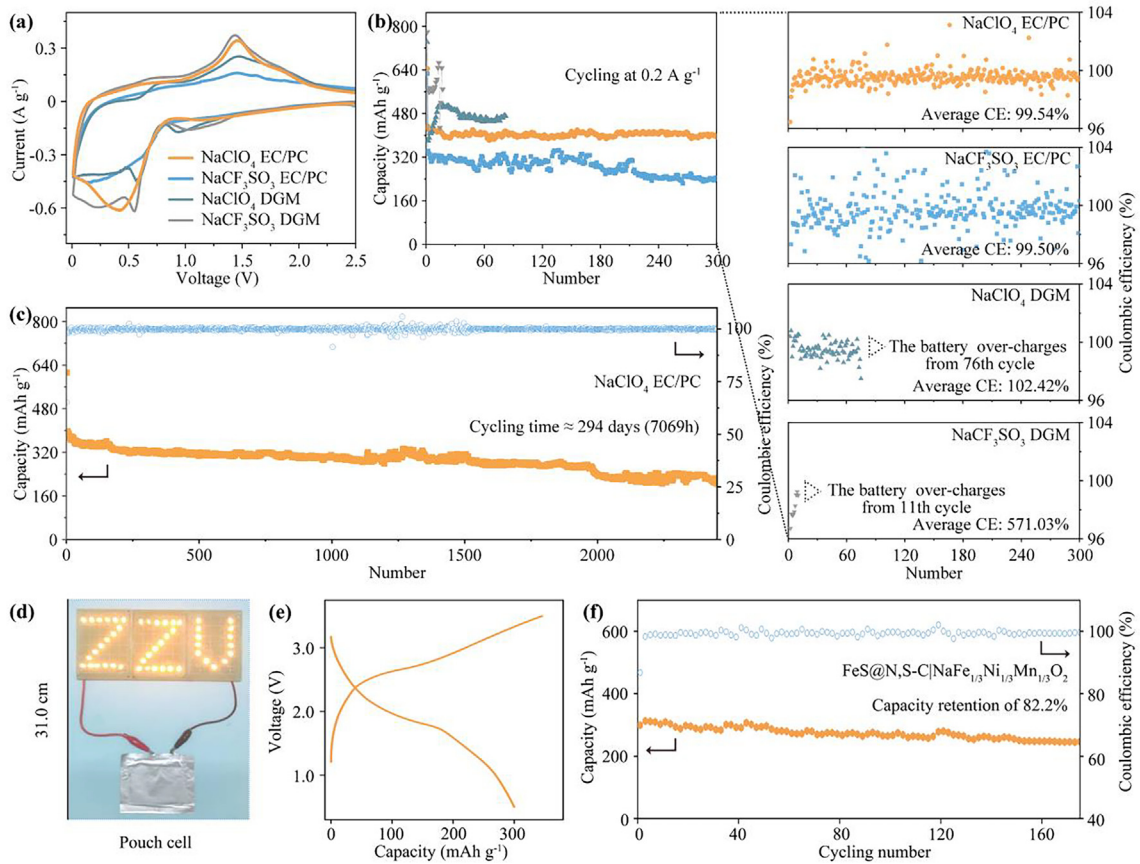 (a)
0.3
0
-0.3
-0.6
Current (A g⁻¹)
NaClO₄ EC/PC
NaCF₃SO₃ EC/PC
NaClO₄ DGM
NaCF₃SO₃ DGM
0.0
0.5
1.0
1.5
2.0
2.5
Voltage (V)
(b)
800
640
480
320
160
0
Capacity (mAh g⁻¹)
Cycling at 0.2 A g⁻¹
0
60
120
180
240
300
Number
NaClO₄ EC/PC
Average CE: 99.54%
104
100
96
NaCF₃SO₃ EC/PC
Average CE: 99.50%
104
100
96
NaClO₄ DGM
The battery over-charges
from 76th cycle
Average CE: 102.42%
104
100
96
NaCF₃SO₃ DGM
The battery over-charges
from 11th cycle
Average CE: 571.03%
104
100
96
0
60
120
180
240
300
Number
Coulombic efficiency (%)
(c)
800
640
480
320
160
0
Capacity (mAh g⁻¹)
NaClO₄ EC/PC
Cycling time ≈ 294 days (7069h)
100
75
50
25
0
Coulombic efficiency (%)
0
500
1000
1500
2000
Number
(d)
31.0 cm
ZZU
Pouch cell
(e)
3.0
2.0
1.0
Voltage (V)
0
100
200
300
Capacity (mAh g⁻¹)
(f)
600
400
200
0
Capacity (mAh g⁻¹)
FeS@N,S-C|NaFe₁/₃Ni₁/₃Mn₁/₃O₂
Capacity retention of 82.2%
100
80
60
40
Coulombic efficiency (%)
0
40
80
120
160
Cycling number